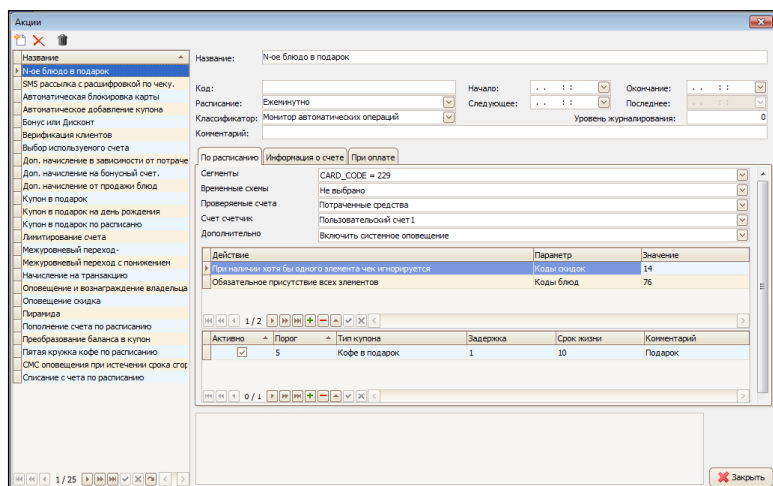 Акции
Название
N-ое блюдо в подарок
SMS рассылка с расшифровкой по чеку.
Автоматическая блокировка карты
Автоматическое добавление купона
Бонус или Дисконт
Верификация клиентов
Выбор используемого счета
Доп. начисление в зависимости от потраче
Доп. начисление на бонусный счет.
Доп. начисление от продажи блюд
Купон в подарок
Купон в подарок на день рождения
Купон в подарок по расписаню
Лимитирование счета
Межуровневый переход-
Межуровневый переход с понижением
Начисление на транзакцию
Оповещение и вознаграждение владельца
Оповещение скидка
Пирамида
Пополнение счета по расписанию
Преобразование баланса в купон
Пятая кружка кофе по расписанию
СМС оповещения при истечении срока сгор
Списание с чета по расписанию
1 / 25
Название: N-ое блюдо в подарок
Код: Начало: . . : : Окончание: . . : :
Расписание: Ежеминутно Следующее: . . : : Последнее: . . : :
Классификатор: Монитор автоматических операций Уровень журналирования: 0
Комментарий:
По расписанию Информация о счете При оплате
Сегменты CARD_CODE = 229
Временные схемы Не выбрано
Проверяемые счета Потраченные средства
Счет счетчик Пользовательский счет1
Дополнительно Включить системное оповещение
Действие Параметр Значение
При наличии хотя бы одного элемента чек игнорируется Коды скидок 14
Обязательное присутствие всех элементов Коды блюд 76
1 / 2
Активно Порог Тип купона Задержка Срок жизни Комментарий
5 Кофе в подарок 1 10 Подарок
0 / 1
Закрыть